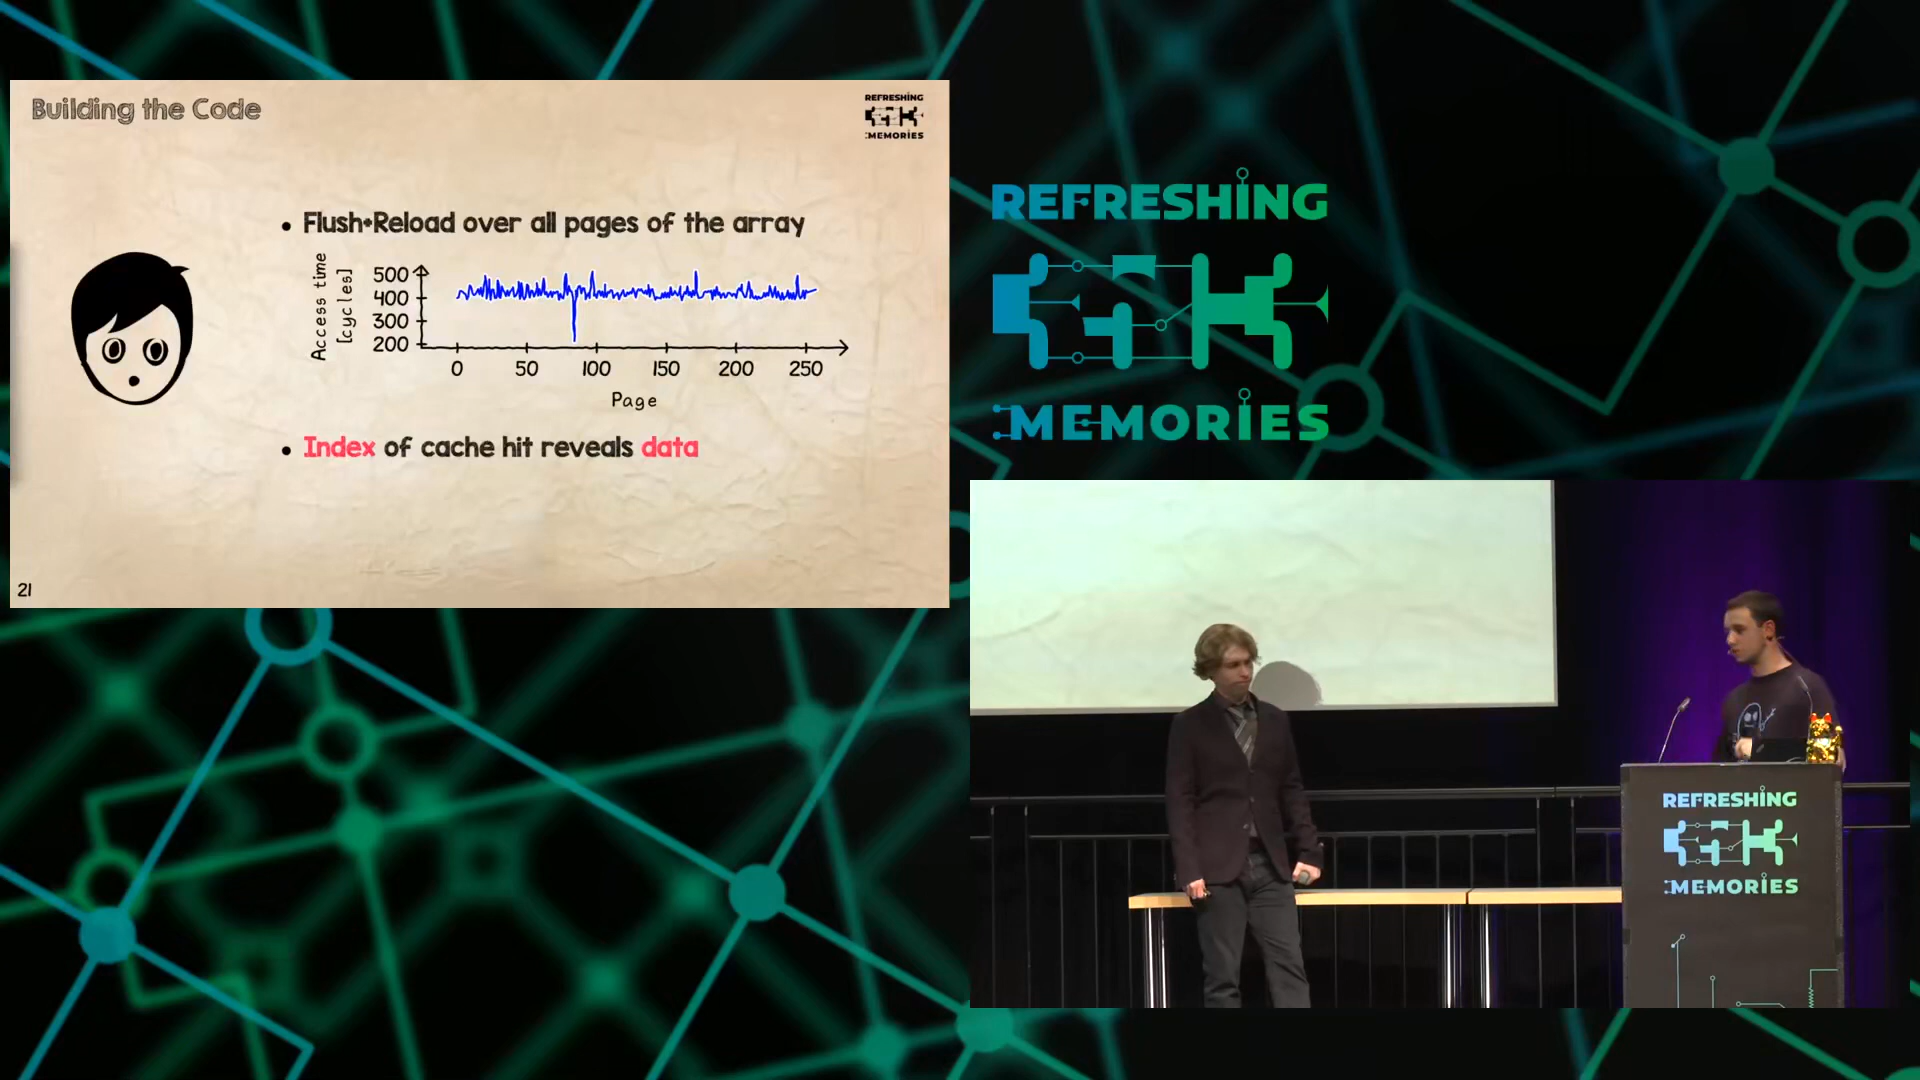 Building the Code
REFRESHING
MEMORIES
• Flush+Reload over all pages of the array
Access time
[cycles]
500
400
300
200
0 50 100 150 200 250
Page
• Index of cache hit reveals data
21
REFRESHING
MEMORIES
REFRESHING
MEMORIES